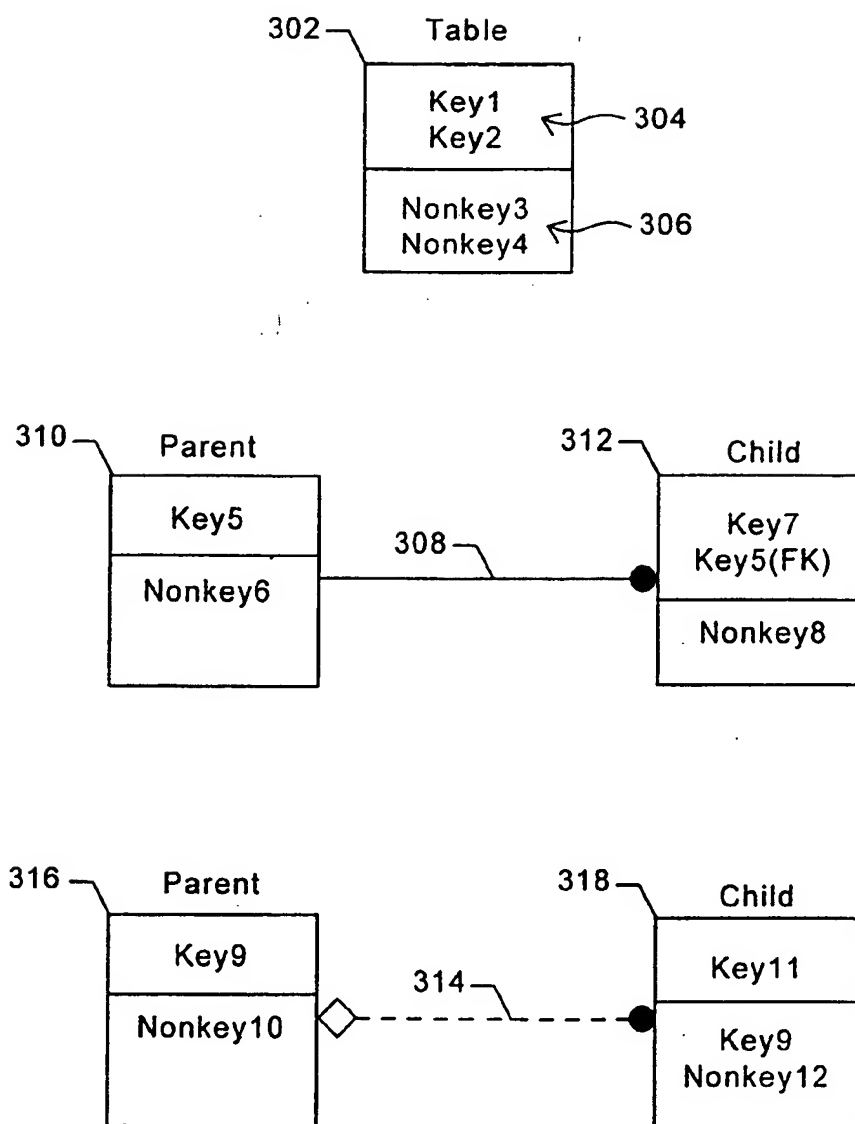 302
Table
Key1
Key2
304
Nonkey3
Nonkey4
306
310
Parent
312
Child
Key5
308
Key7
Key5(FK)
Nonkey6
Nonkey8
316
Parent
318
Child
Key9
314
Key11
Nonkey10
Key9
Nonkey12